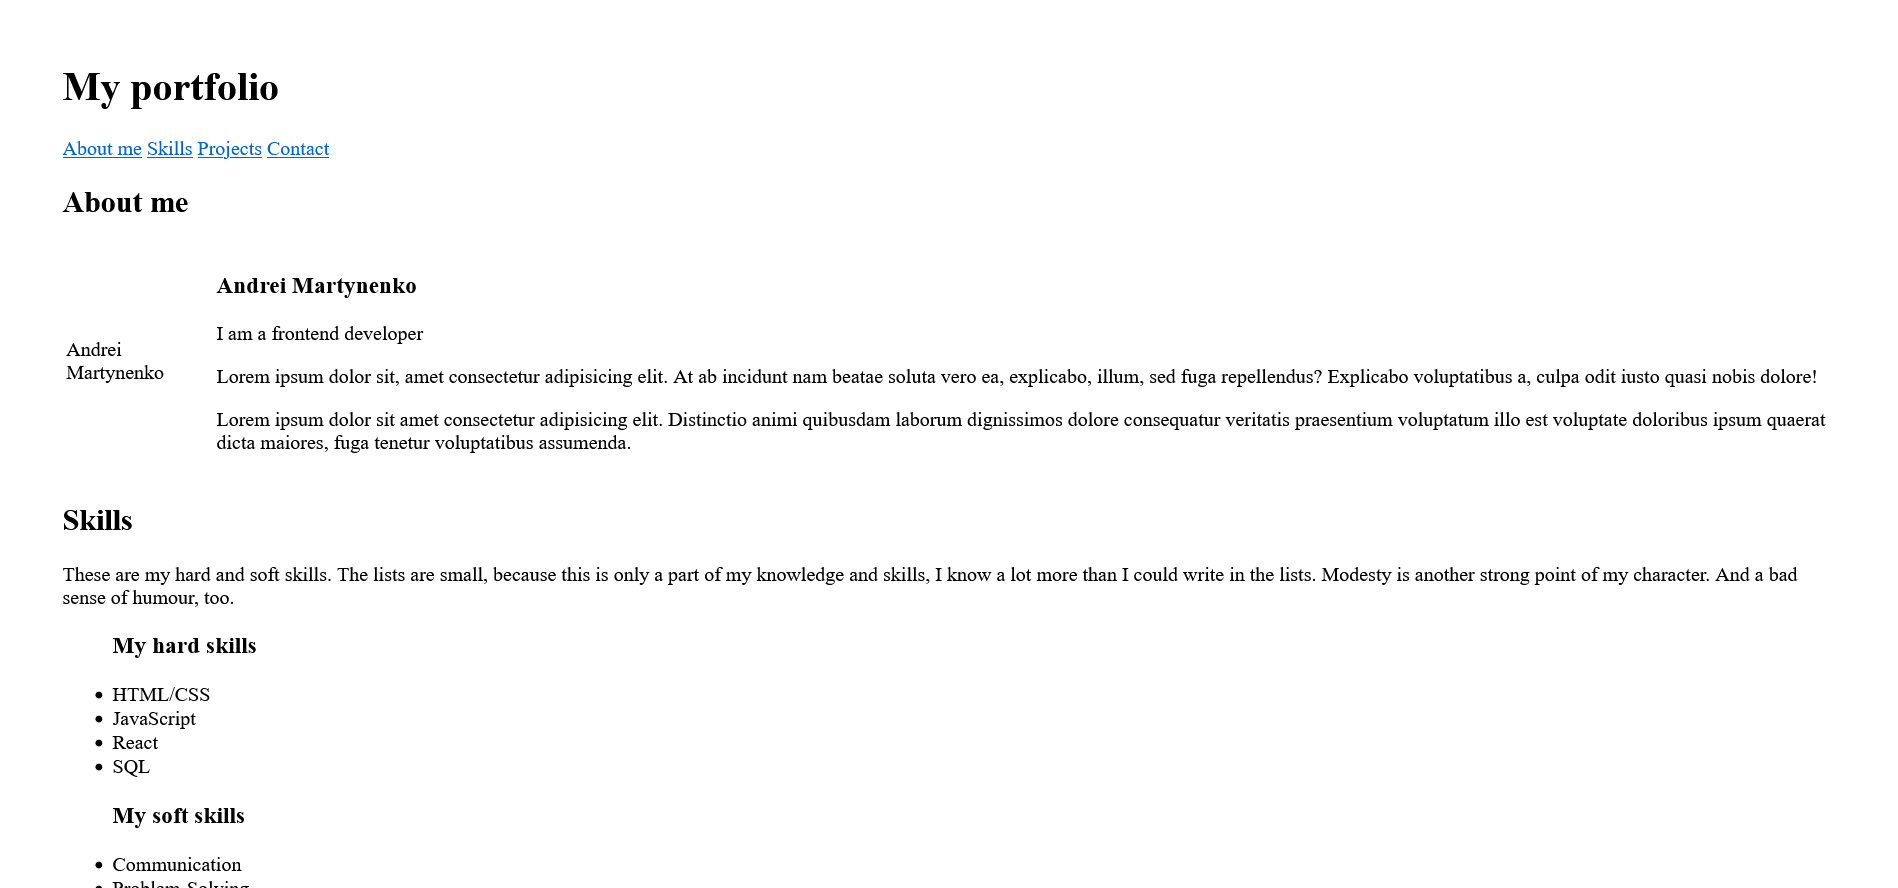 My portfolio
About me Skills Projects Contact
About me
Andrei
Martynenko
Andrei Martynenko
I am a frontend developer
Lorem ipsum dolor sit, amet consectetur adipisicing elit. At ab incidunt nam beatae soluta vero ea, explicabo, illum, sed fuga repellendus? Explicabo voluptatibus a, culpa odit iusto quasi nobis dolore!
Lorem ipsum dolor sit amet consectetur adipisicing elit. Distinctio animi quibusdam laborum dignissimos dolore consequatur veritatis praesentium voluptatum illo est voluptate doloribus ipsum quaerat
dicta maiores, fuga tenetur voluptatibus assumenda.
Skills
These are my hard and soft skills. The lists are small, because this is only a part of my knowledge and skills, I know a lot more than I could write in the lists. Modesty is another strong point of my character. And a bad
sense of humour, too.
My hard skills
• HTML/CSS
• JavaScript
• React
• SQL
My soft skills
• Communication
• Problem-Solving